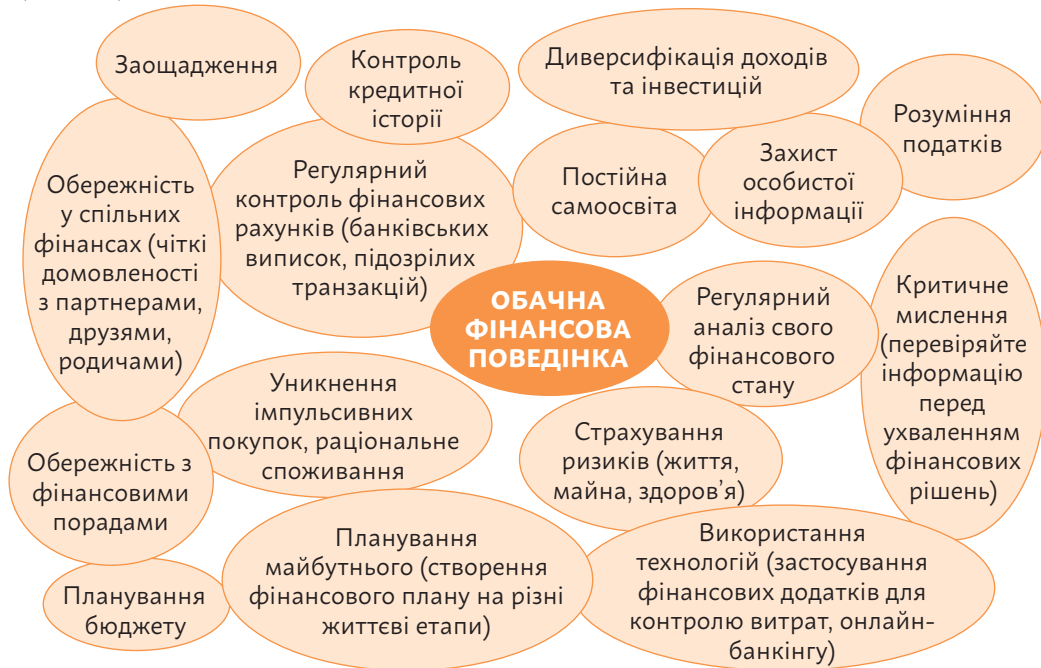 Заощадження
Контроль
кредитної
історії
Диверсифікація доходів
та інвестицій
Розуміння
податків
Обережність
у спільних
фінансах (чіткі
домовленості
з партнерами,
друзями,
родичами)
Регулярний
контроль фінансових
рахунків (банківських
виписок, підозрілих
транзакцій)
Постійна
самоосвіта
Захист
особистої
інформації
ОБАЧНА
ФІНАНСОВА
ПОВЕДІНКА
Регулярний
аналіз свого
фінансового
стану
Критичне
мислення
(перевіряйте
інформацію
перед
ухваленням
фінансових
рішень)
Уникнення
імпульсивних
покупок, раціональне
споживання
Страхування
ризиків (життя,
майна, здоров’я)
Обережність з
фінансовими
порадами
Планування
майбутнього (створення
фінансового плану на різні
життєві етапи)
Використання
технологій (застосування
фінансових додатків для
контролю витрат, онлайн-
банкінгу)
Планування
бюджету